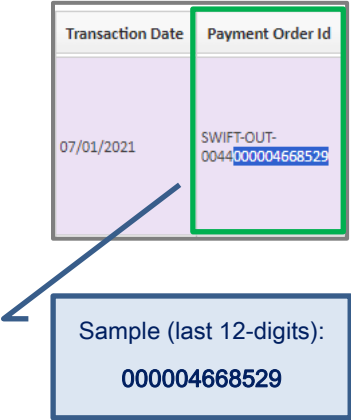 Transaction Date Payment Order Id
07/01/2021
SWIFT-OUT-
0044000004668529
Sample (last 12-digits):
000004668529